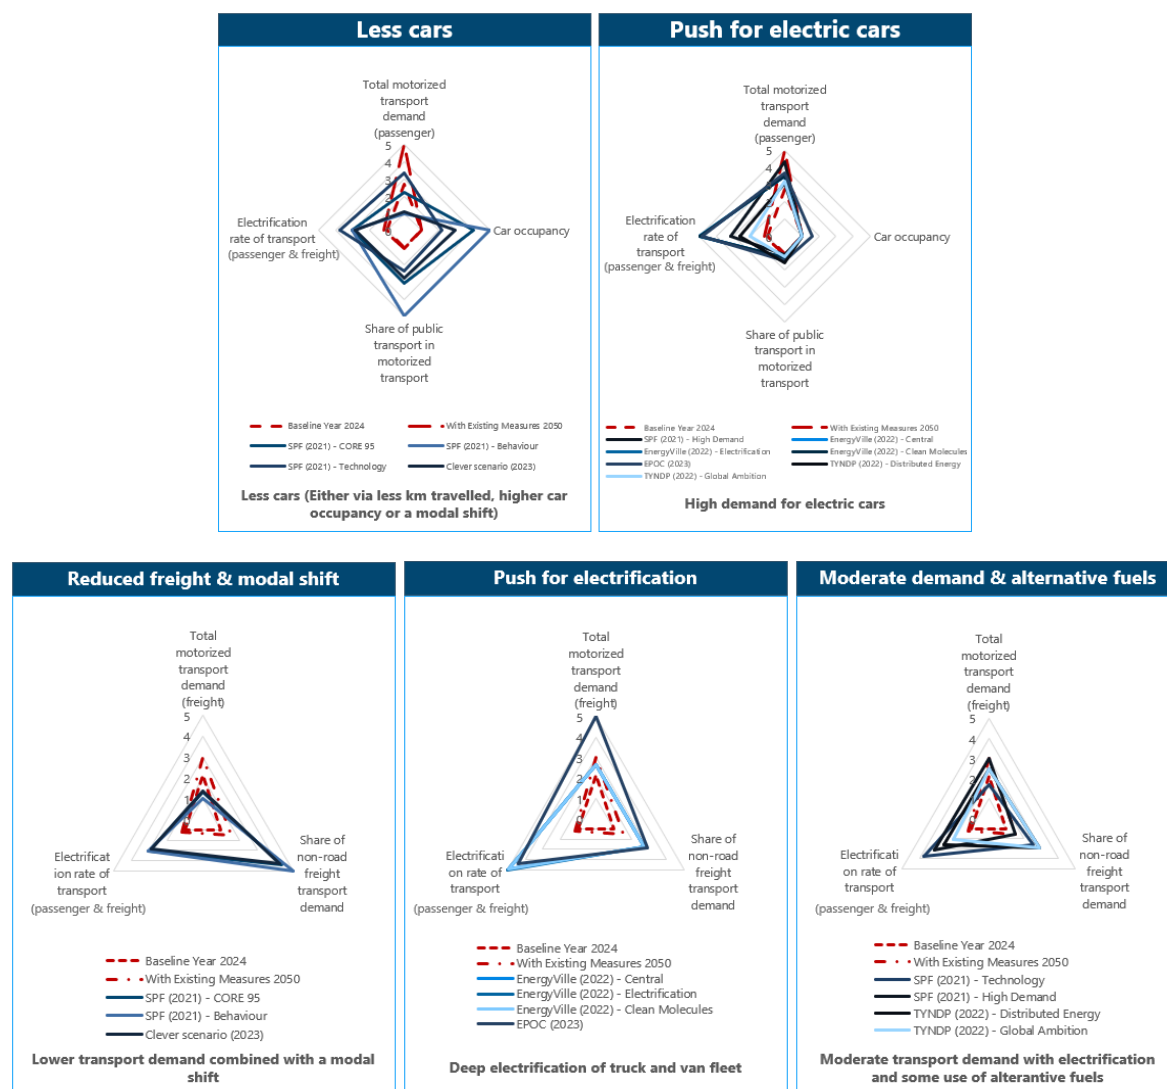 Less cars
Total motorized
transport
demand
(passenger)
5
4
3
2
0
Electrification
rate of transport
(passenger & freight)
Car occupancy
Share of public
transport in
motorized
transport
Baseline Year 2024
With Existing Measures 2050
SPF (2021) - CORE 95
SPF (2021) - Behaviour
SPF (2021) - Technology
Clever scenario (2023)
Less cars (Either via less km travelled, higher car
occupancy or a modal shift)
Push for electric cars
Total motorized
transport
demand
(passenger)
5
2
0
Electrification
rate of
transport
(passenger & freight)
Car occupancy
Share of public
transport in
motorized
transport
Baseline Year 2024
With Existing Measures 2050
SPF (2021) - High Demand
EnergyVille (2022) - Central
EnergyVille (2022) - Electrification
EnergyVille (2022) - Clean Molecules
EPOC (2023)
TYNDP (2022) - Distributed Energy
TYNDP (2022) - Global Ambition
High demand for electric cars
Reduced freight & modal shift
Total
motorized
transport
demand
(freight)
5
4
3
2
1
0
Electrificat
ion rate of
transport
(passenger & freight)
Share of
non-road
freight
transport
demand
Baseline Year 2024
With Existing Measures 2050
SPF (2021) - CORE 95
SPF (2021) - Behaviour
Clever scenario (2023)
Lower transport demand combined with a modal
shift
Push for electrification
Total
motorized
transport
demand
(freight)
5
4
3
2
1
0
Electrificati
on rate of
transport
(passenger & freight)
Share of
non-road
freight
transport
demand
Baseline Year 2024
With Existing Measures 2050
EnergyVille (2022) - Central
EnergyVille (2022) - Electrification
EnergyVille (2022) - Clean Molecules
EPOC (2023)
Deep electrification of truck and van fleet
Moderate demand & alternative fuels
Total
motorized
transport
demand
(freight)
5
4
3
2
1
0
Electrificati
on rate of
transport
(passenger & freight)
Share of
non-road
freight
transport
demand
Baseline Year 2024
With Existing Measures 2050
SPF (2021) - Technology
SPF (2021) - High Demand
TYNDP (2022) - Distributed Energy
TYNDP (2022) - Global Ambition
Moderate transport demand with electrification
and some use of alterantive fuels